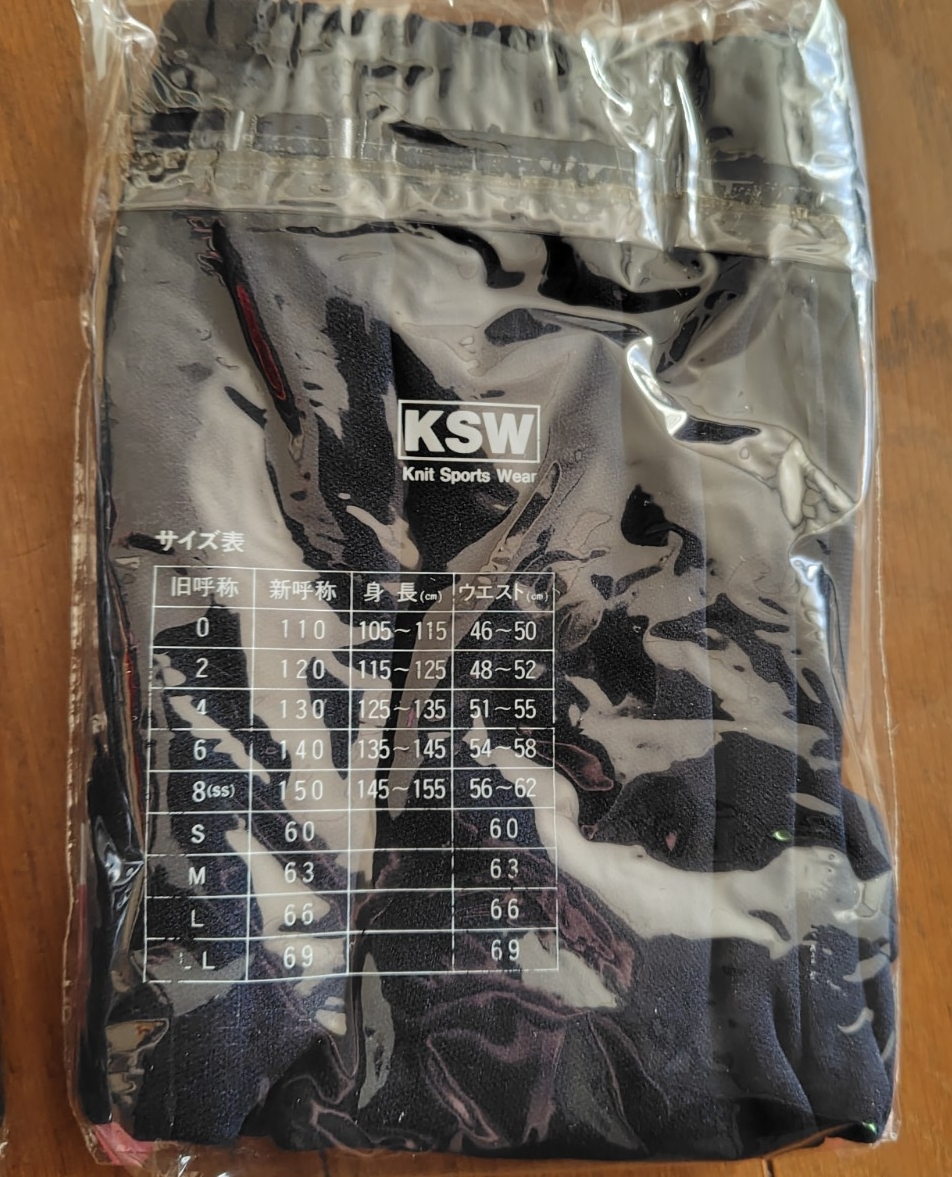 KSW
Knit Sports Wear
サイズ表
旧呼称 新呼称 身長(cm) ウエスト(cm)
0 110 105~115 46~50
2 120 115~125 48~52
4 130 125~135 51~55
6 140 135~145 54~58
8(ss) 150 145~155 56~62
S 60 60
M 63 63
L 66 66
LL 69 69